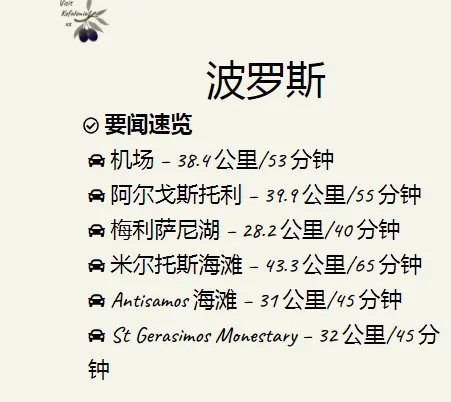 Visit
Kefalonia
波罗斯
要闻速览
机场 – 38.4 公里/53 分钟
阿尔戈斯托利 – 39.9 公里/55 分钟
梅利萨尼湖 – 28.2 公里/40 分钟
米尔托斯海滩 – 43.3 公里/65 分钟
Antisamos 海滩 – 31 公里/45 分钟
St Gerasimos Monestary – 32 公里/45 分
钟